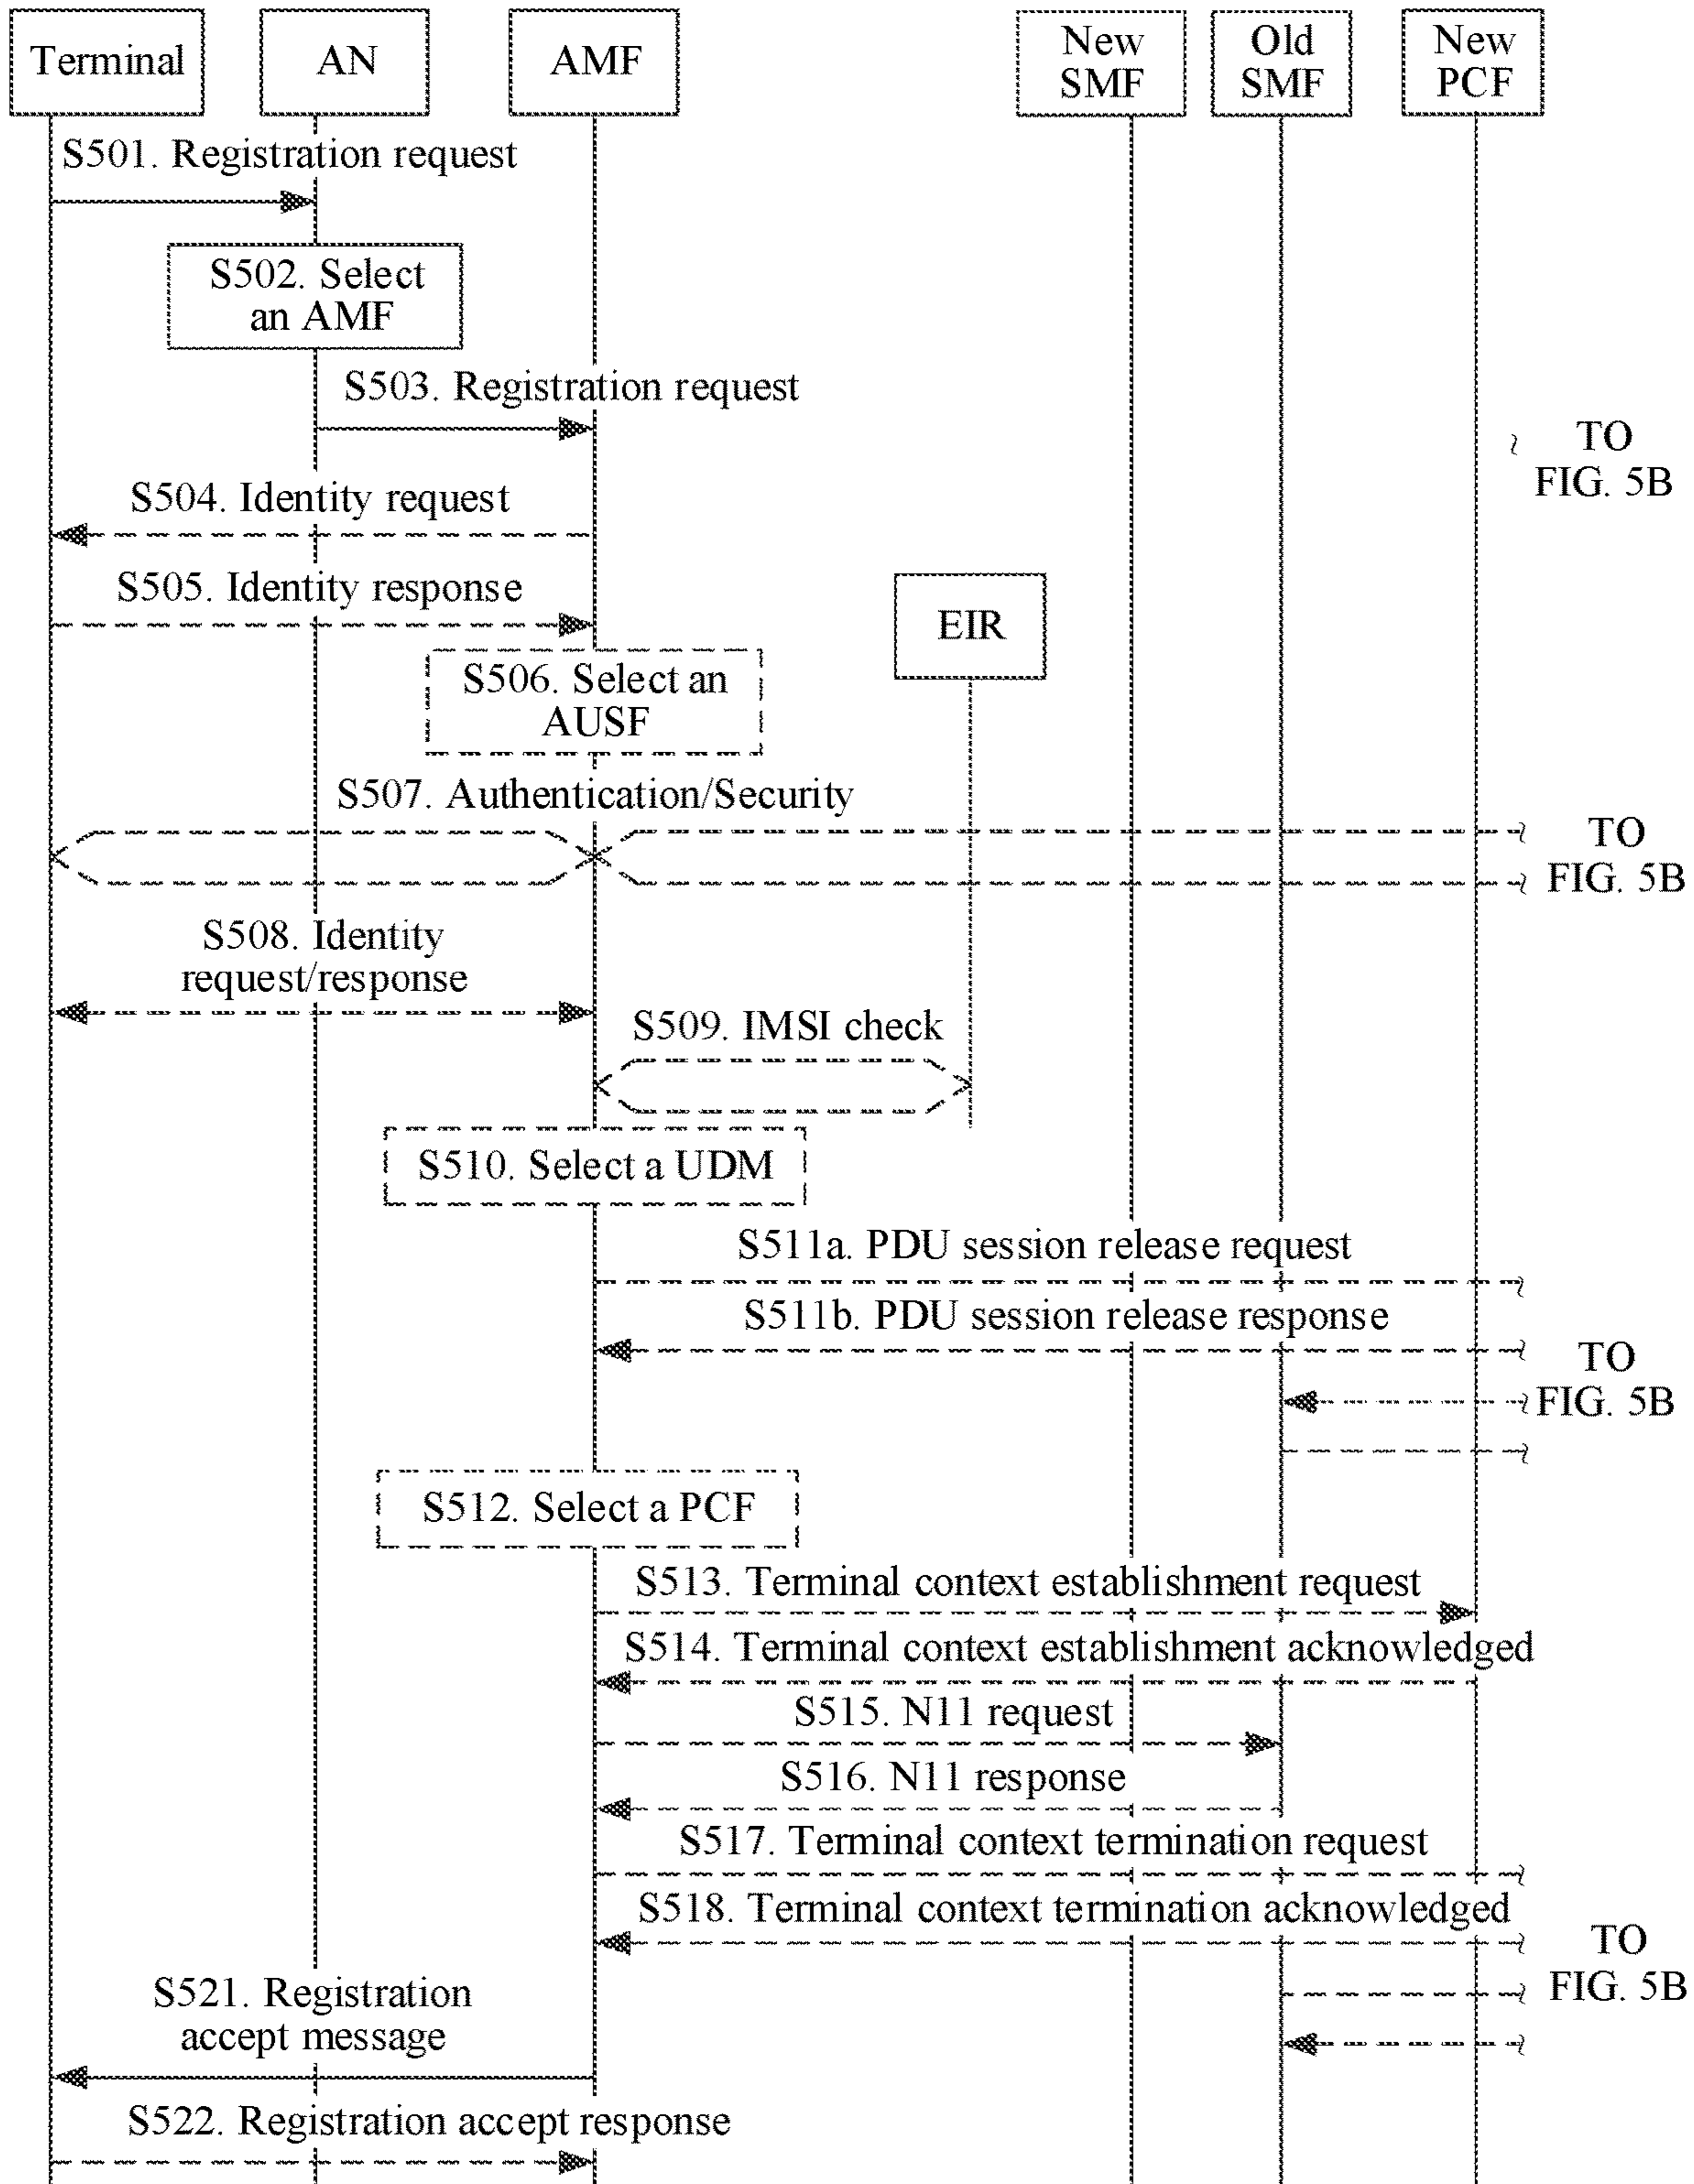 Terminal
AN
AMF
New
SMF
Old
SMF
New
PCF
S501. Registration request
S502. Select
an AMF
S503. Registration request
TO
FIG. 5B
S504. Identity request
S505. Identity response
EIR
S506. Select an
AUSF
S507. Authentication/Security
TO
FIG. 5B
S508. Identity
request/response
S509. IMSI check
S510. Select a UDM
S511a. PDU session release request
S511b. PDU session release response
TO
FIG. 5B
S512. Select a PCF
S513. Terminal context establishment request
S514. Terminal context establishment acknowledged
S515. N11 request
S516. N11 response
S517. Terminal context termination request
S518. Terminal context termination acknowledged
TO
FIG. 5B
S521. Registration
accept message
S522. Registration accept response